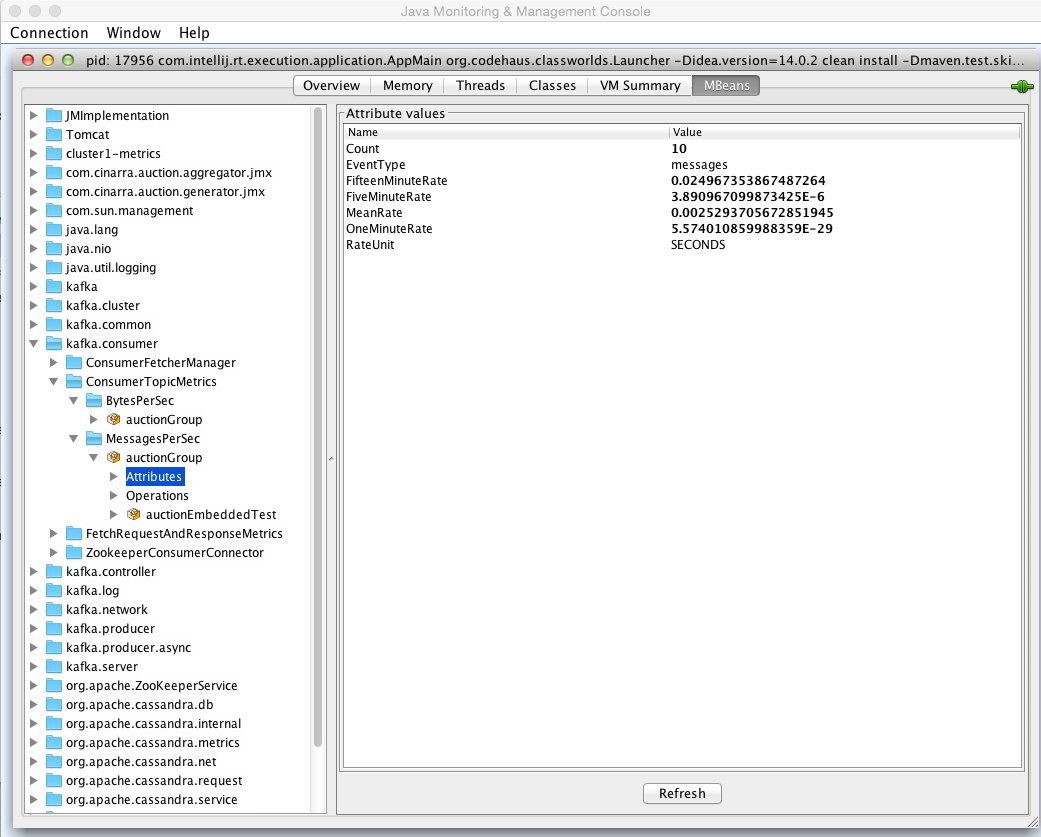 Java Monitoring & Management Console
Connection Window Help
pid: 17956 com.intellij.rt.execution.application.AppMain org.codehaus.classworlds.Launcher -Didea.version=14.0.2 clean install -Dmaven.test.ski...
Overview Memory Threads Classes VM Summary MBeans
JMImplementation
Tomcat
cluster1-metrics
com.cinarra.auction.aggregator.jmx
com.cinarra.auction.generator.jmx
com.sun.management
java.lang
java.nio
java.util.logging
kafka
kafka.cluster
kafka.common
kafka.consumer
ConsumerFetcherManager
ConsumerTopicMetrics
BytesPerSec
auctionGroup
MessagesPerSec
auctionGroup
Attributes
Operations
auctionEmbeddedTest
FetchRequestAndResponseMetrics
ZookeeperConsumerConnector
kafka.controller
kafka.log
kafka.network
kafka.producer
kafka.producer.async
kafka.server
org.apache.ZooKeeperService
org.apache.cassandra.db
org.apache.cassandra.internal
org.apache.cassandra.metrics
org.apache.cassandra.net
org.apache.cassandra.request
org.apache.cassandra.service
Attribute values
Name Value
Count 10
EventType messages
FifteenMinuteRate 0.024967353867487264
FiveMinuteRate 3.890967099873425E-6
MeanRate 0.0025293705672851945
OneMinuteRate 5.574010859988359E-29
RateUnit SECONDS
Refresh